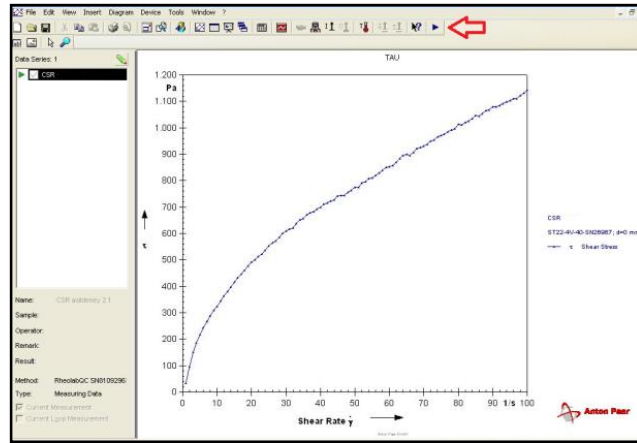 File Edit View Insert Diagram Device Tools Window ?
Data Series: 1
CSR
Name:
Sample:
Operator:
Remark:
Result:
Method: RheolabQC SN8109296
Type: Measuring Data
Current Measurement
Current Loop Measurement
TAU
1.200
Pa
1.100
1.000
900
800
700
600
τ
500
400
300
200
100
0
0 10 20 30 40 50 60 70 80 90 1/s 100
Shear Rate γ̇
CSR
τ Shear Stress
Anton Paar